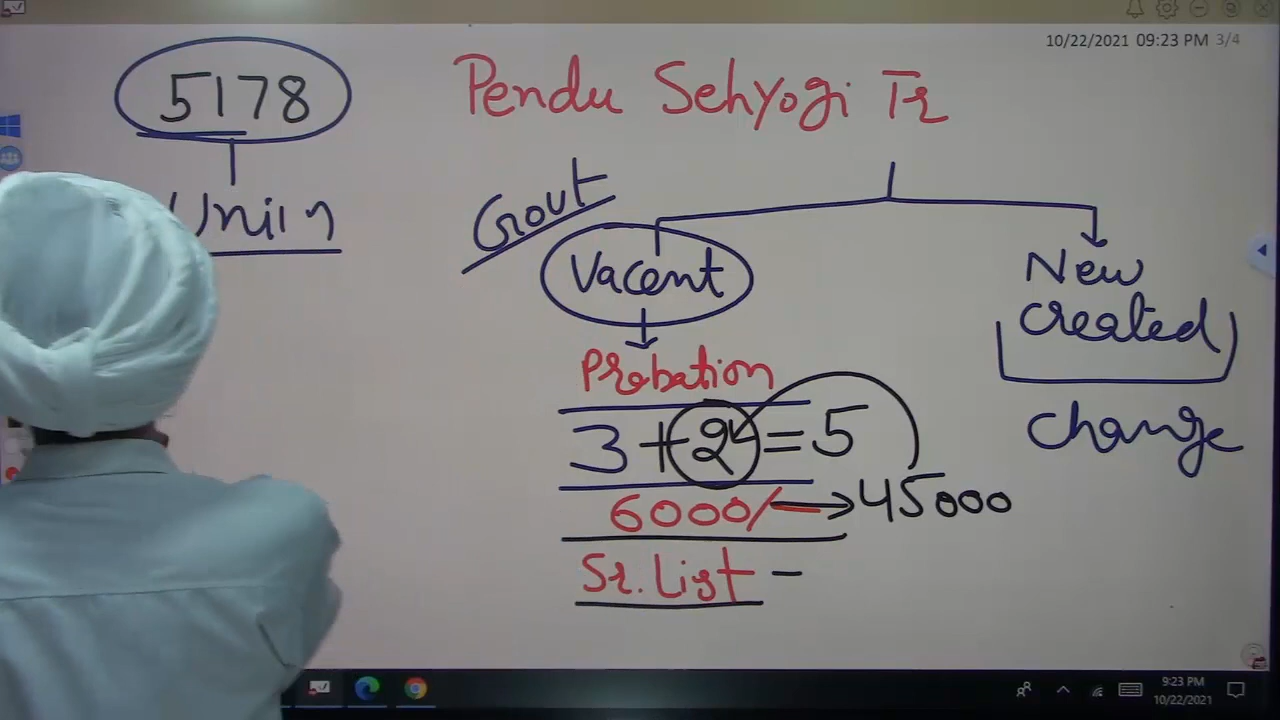 10/22/2021 09:23 PM 3/4
5178
Pendu Sehyogi Tr
Union
Govt
Vacent
New
created
Probation
change
3+2=5
6000/- → 45000
Sr. List -
9:23 PM
10/22/2021